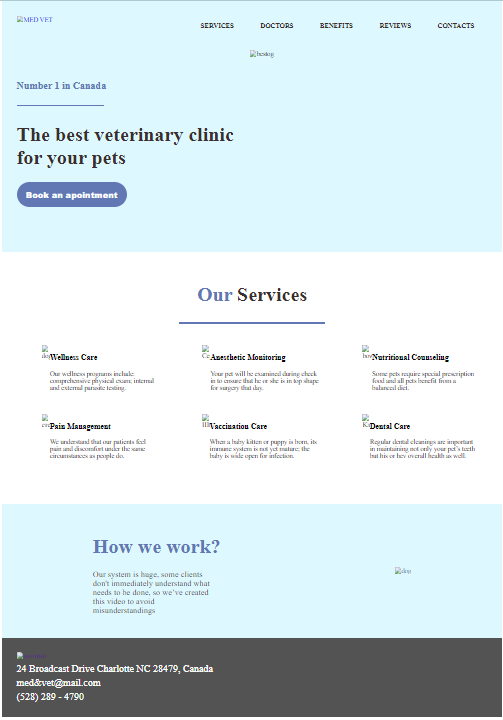 MED VET
SERVICES
DOCTORS
BENEFITS
REVIEWS
CONTACTS
Number 1 in Canada
The best veterinary clinic
for your pets
Book an apointment
Our Services
Wellness Care
Our wellness programs include:
comprehensive physical exam; internal
and external parasite testing.
Anesthetic Monitoring
Your pet will be examined during check
in to ensure that he or she is in top shape
for surgery that day.
Nutritional Counseling
Some pets require special prescription
food and all pets benefit from a
balanced diet.
Pain Management
We understand that our patients feel
pain and discomfort under the same
circumstances as people do.
Vaccination Care
When a baby kitten or puppy is born, its
immune system is not yet mature; the
baby is wide open for infection.
Dental Care
Regular dental cleanings are important
in maintaining not only your pet's teeth
but his or her overall health as well.
How we work?
Our system is huge, some clients
don't immediately understand what
needs to be done, so we've created
this video to avoid
misunderstandings
dog
24 Broadcast Drive Charlotte NC 28479, Canada
med&vet@mail.com
(528) 289 - 4790